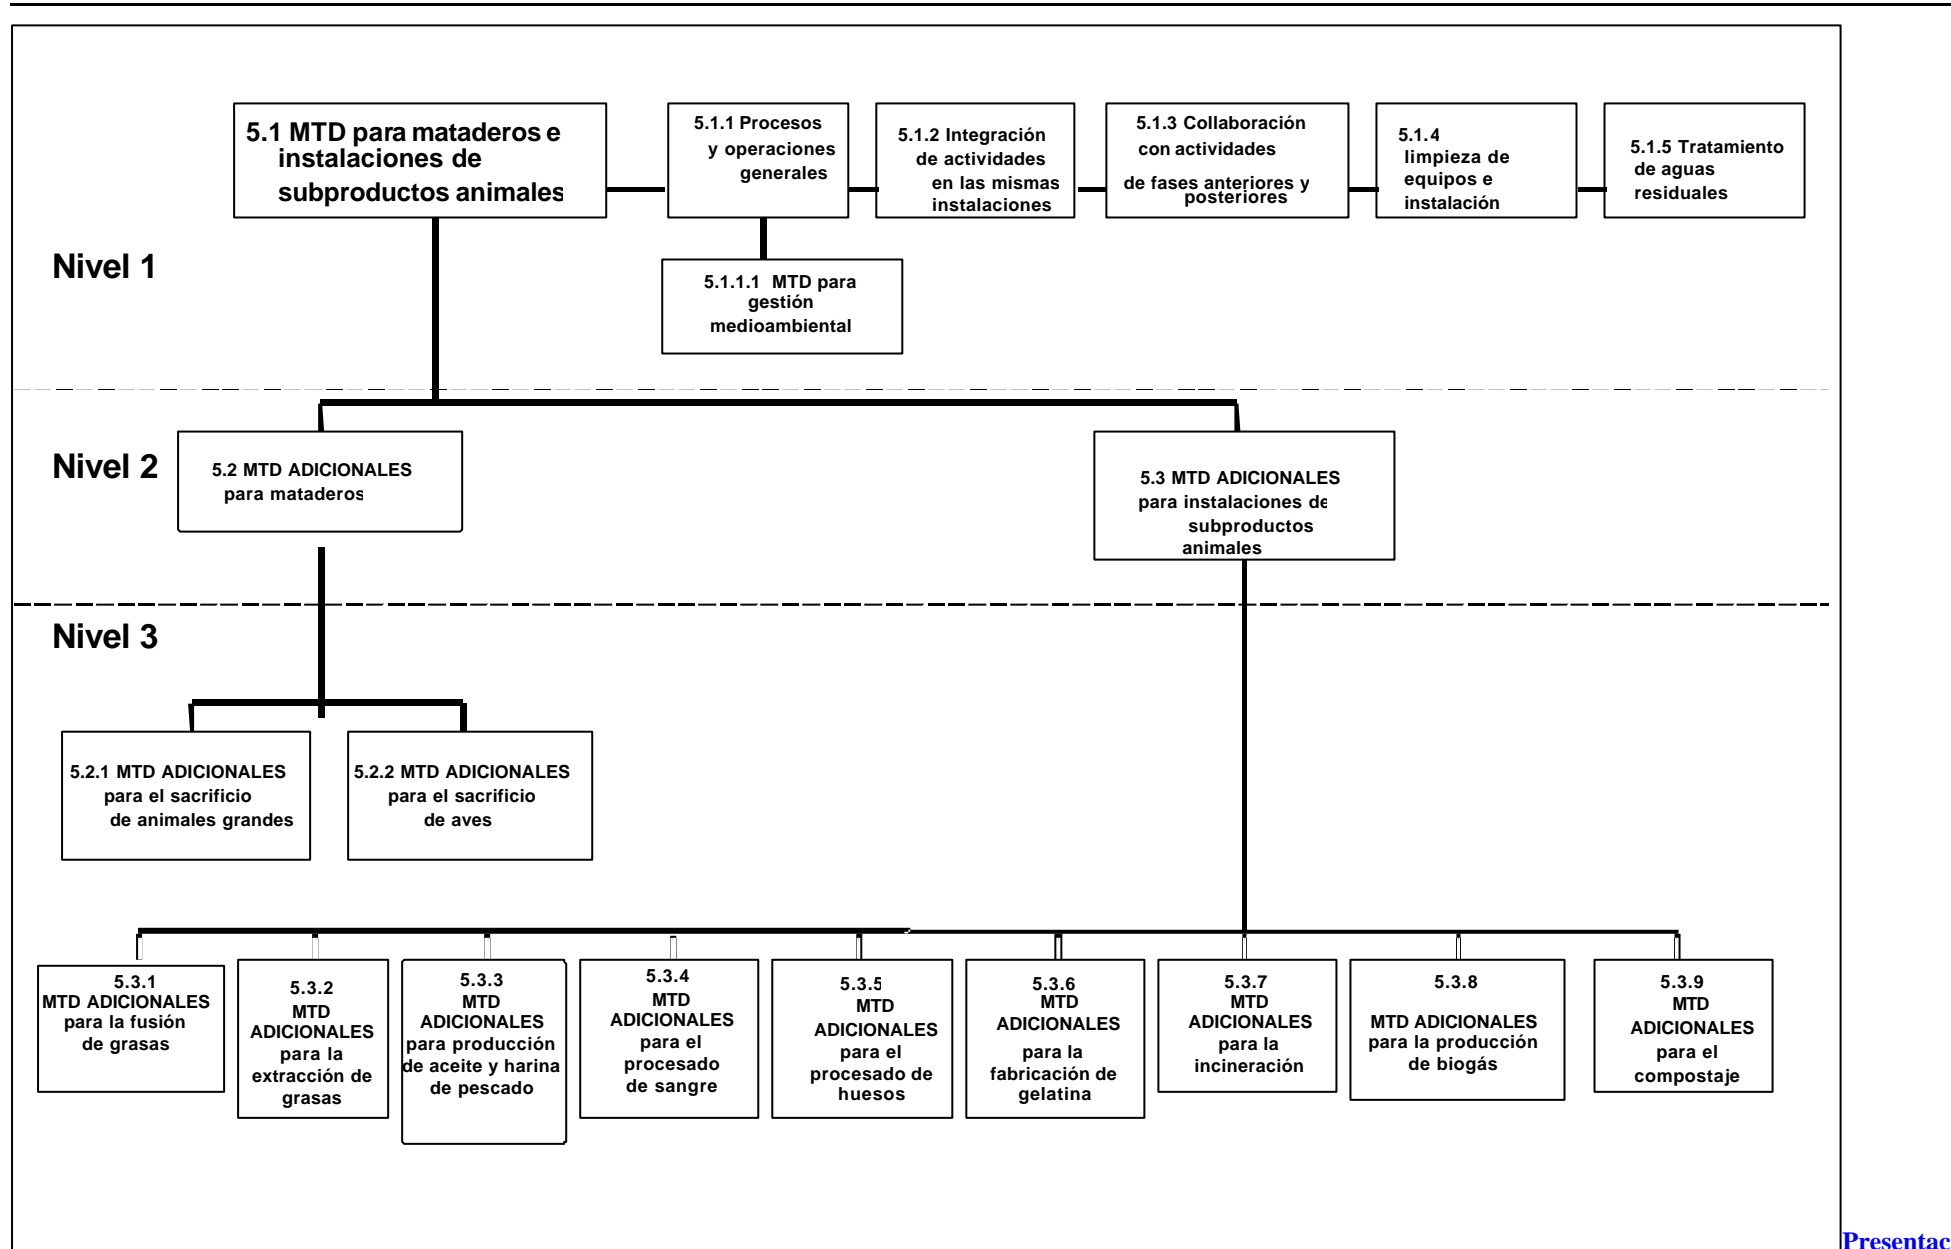 5.1 MTD para mataderos e
instalaciones de
subproductos animales
5.1.1 Procesos
y operaciones
generales
5.1.2 Integración
de actividades
en las mismas
instalaciones
5.1.3 Collaboración
con actividades
de fases anteriores y
posteriores
5.1.4
limpieza de
equipos e
instalación
5.1.5 Tratamiento
de aguas
residuales
Nivel 1
5.1.1.1 MTD para
gestión
medioambiental
Nivel 2
5.2 MTD ADICIONALES
para mataderos
5.3 MTD ADICIONALES
para instalaciones de
subproductos
animales
Nivel 3
5.2.1 MTD ADICIONALES
para el sacrificio
de animales grandes
5.2.2 MTD ADICIONALES
para el sacrificio
de aves
5.3.1
MTD ADICIONALES
para la fusión
de grasas
5.3.2
MTD
ADICIONALES
para la
extracción de
grasas
5.3.3
MTD
ADICIONALES
para producción
de aceite y harina
de pescado
5.3.4
MTD
ADICIONALES
para el
procesado
de sangre
5.3.5
MTD
ADICIONALES
para el
procesado de
huesos
5.3.6
MTD
ADICIONALES
para la
fabricación de
gelatina
5.3.7
MTD
ADICIONALES
para la
incineración
5.3.8
MTD ADICIONALES
para la producción
de biogás
5.3.9
MTD
ADICIONALES
para el
compostaje
Presentac